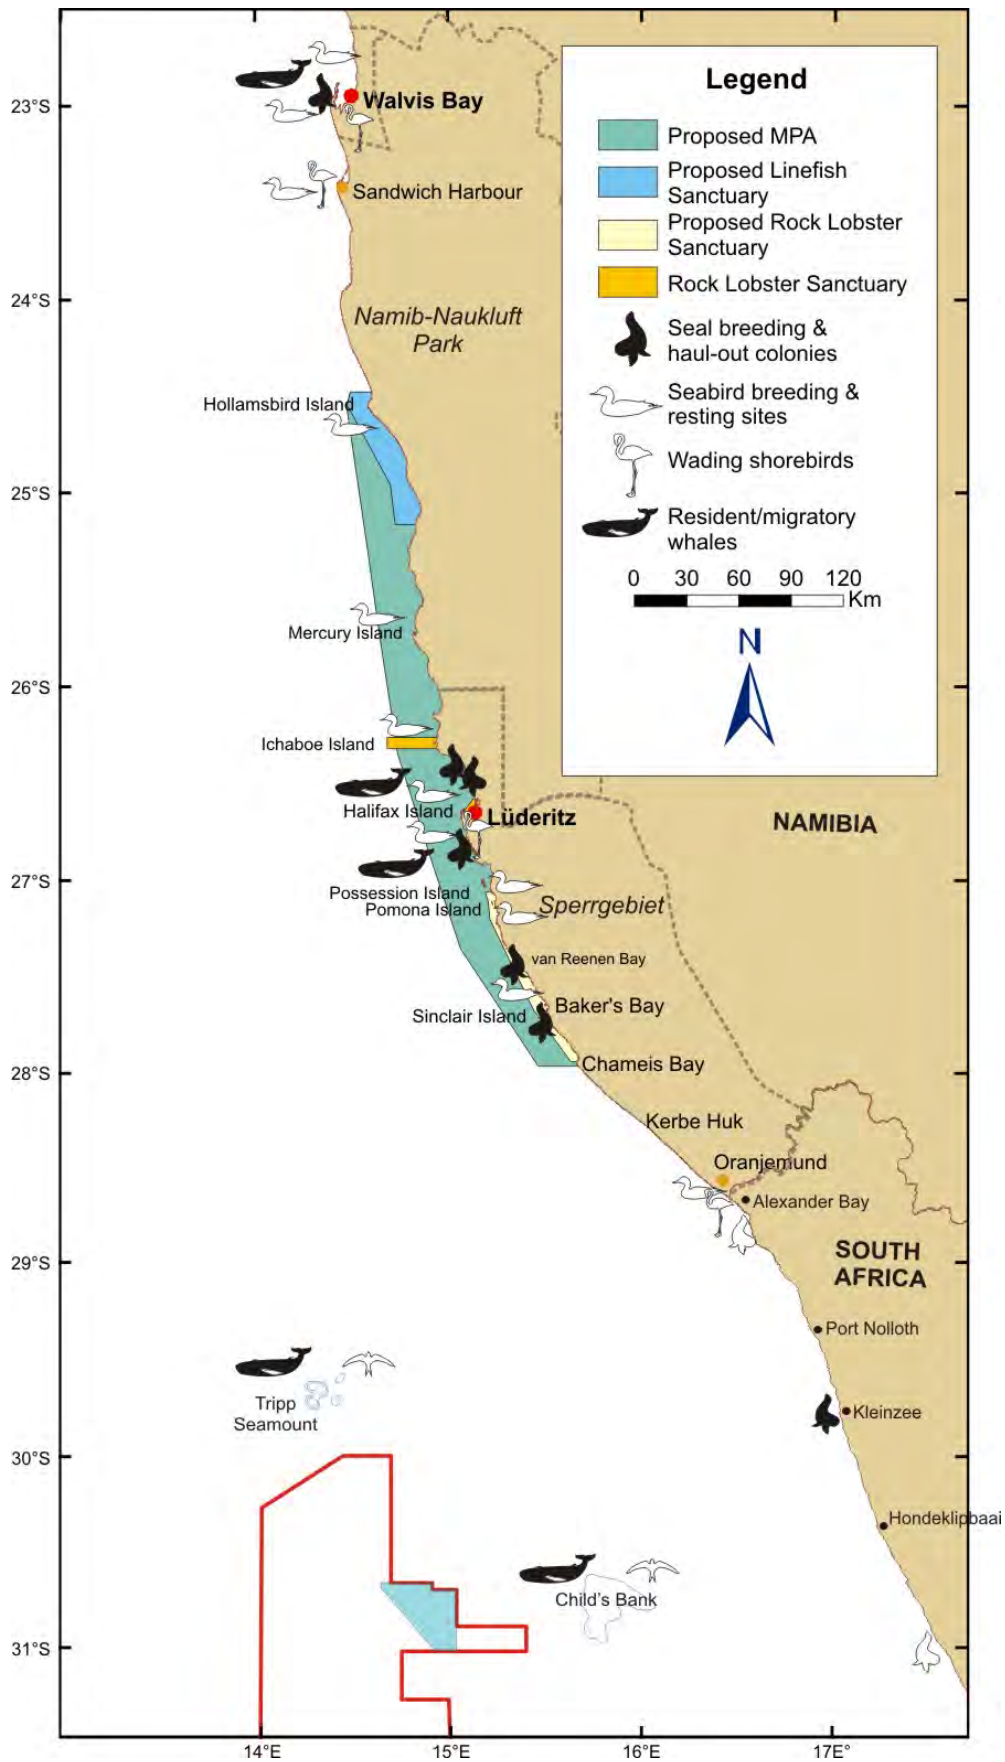 Legend
Proposed MPA
Proposed Linefish
Sanctuary
Proposed Rock Lobster
Sanctuary
Rock Lobster Sanctuary
Seal breeding &
haul-out colonies
Seabird breeding &
resting sites
Wading shorebirds
Resident/migratory
whales
0 30 60 90 120
Km
N
23°S
Walvis Bay
Sandwich Harbour
24°S
Namib-Naukluft
Park
Hollamsbird Island
25°S
Mercury Island
26°S
Ichaboe Island
Halifax Island
Lüderitz
NAMIBIA
27°S
Possession Island
Pomona Island
Sperrgebiet
van Reenen Bay
Baker's Bay
Sinclair Island
28°S
Chameis Bay
Kerbe Huk
Oranjemund
Alexander Bay
29°S
SOUTH
AFRICA
Port Nolloth
Tripp
Seamount
Kleinzee
30°S
Hondeklipbaai
Child's Bank
31°S
14°E 15°E 16°E 17E°